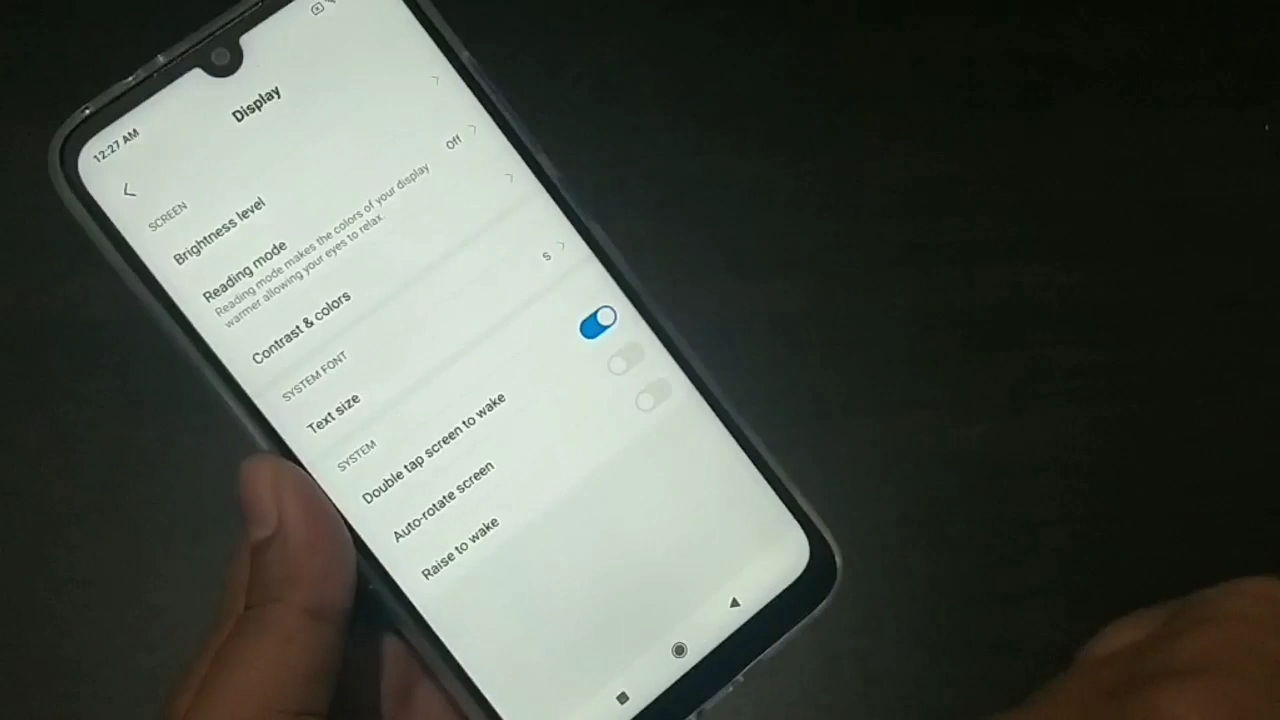 12:27 AM
Display
SCREEN
Brightness level
Reading mode
Off
Reading mode makes the colors of your display
warmer allowing your eyes to relax.
Contrast & colors
SYSTEM FONT
Text size
S
SYSTEM
Double tap screen to wake
Auto-rotate screen
Raise to wake